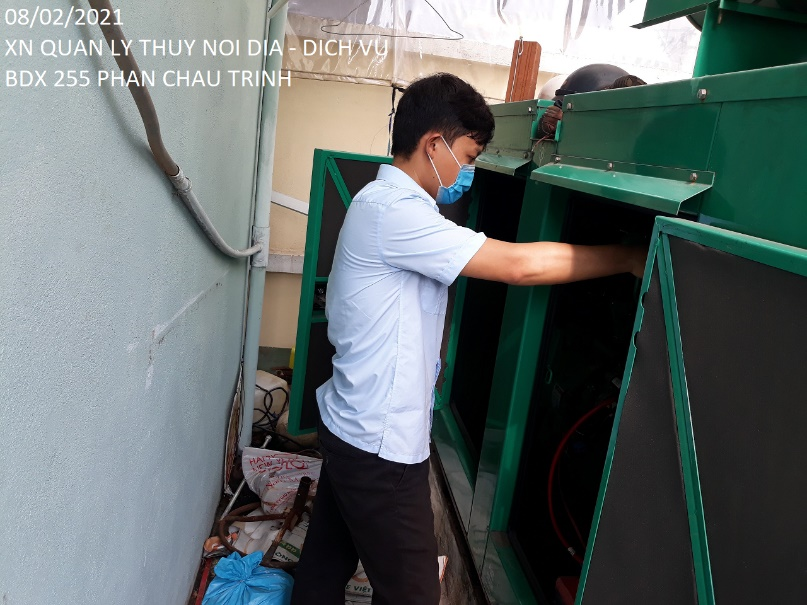 08/02/2021
XN QUAN LY THUY NOI DIA - DICH VU
BDX 255 PHAN CHAU TRINH